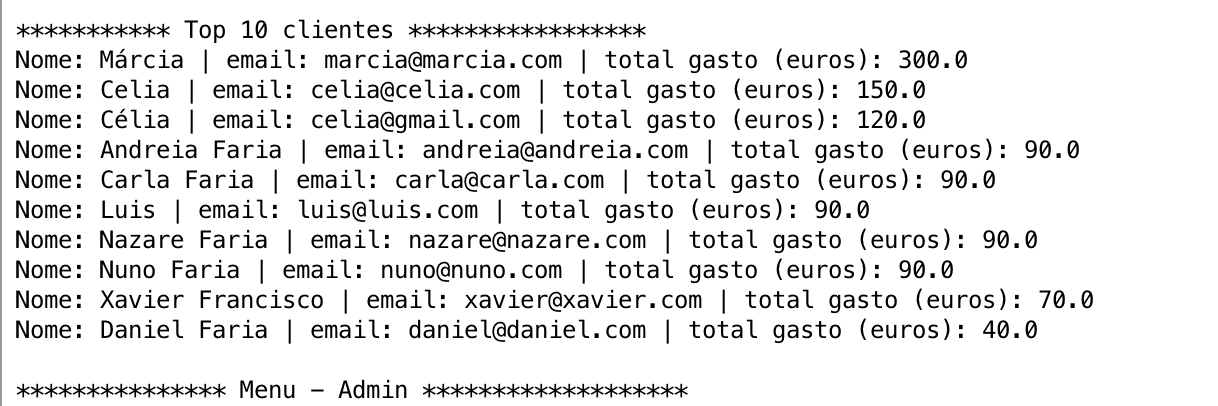 *********** Top 10 clientes *****************
Nome: Márcia | email: marcia@marcia.com | total gasto (euros): 300.0
Nome: Celia | email: celia@celia.com | total gasto (euros): 150.0
Nome: Célia | email: celia@gmail.com | total gasto (euros): 120.0
Nome: Andreia Faria | email: andreia@andreia.com | total gasto (euros): 90.0
Nome: Carla Faria | email: carla@carla.com | total gasto (euros): 90.0
Nome: Luis | email: luis@luis.com | total gasto (euros): 90.0
Nome: Nazare Faria | email: nazare@nazare.com | total gasto (euros): 90.0
Nome: Nuno Faria | email: nuno@nuno.com | total gasto (euros): 90.0
Nome: Xavier Francisco | email: xavier@xavier.com | total gasto (euros): 70.0
Nome: Daniel Faria | email: daniel@daniel.com | total gasto (euros): 40.0
*************** Menu – Admin *******************